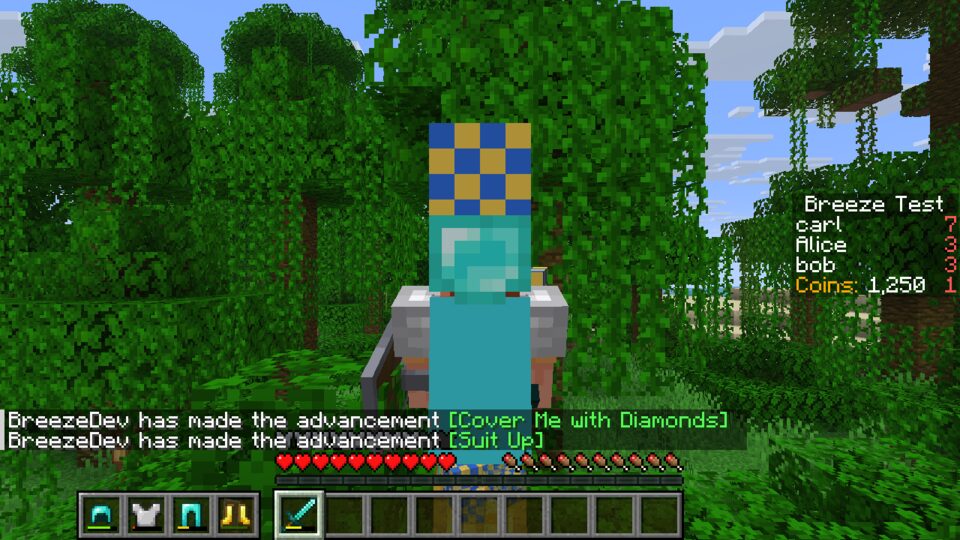 Breeze Test
carl 7
Alice 3
bob 3
Coins: 1,250 1
BreezeDev has made the advancement [Cover Me with Diamonds]
BreezeDev has made the advancement [Suit Up]